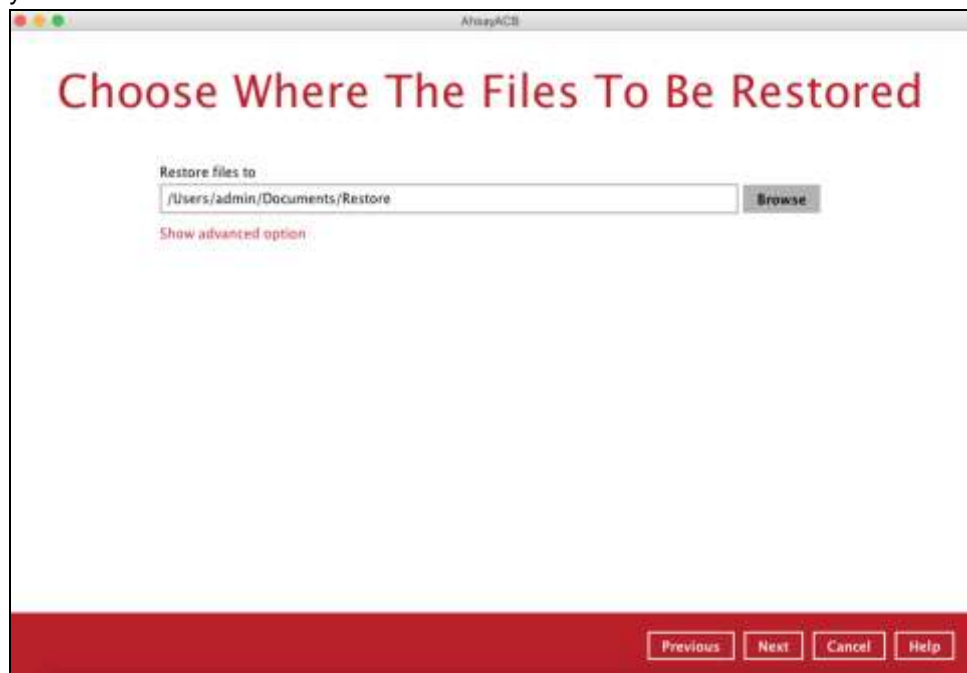 y
AhsayACB
Choose Where The Files To Be Restored
Restore files to
/Users/admin/Documents/Restore
Browse
Show advanced option
Previous Next Cancel Help